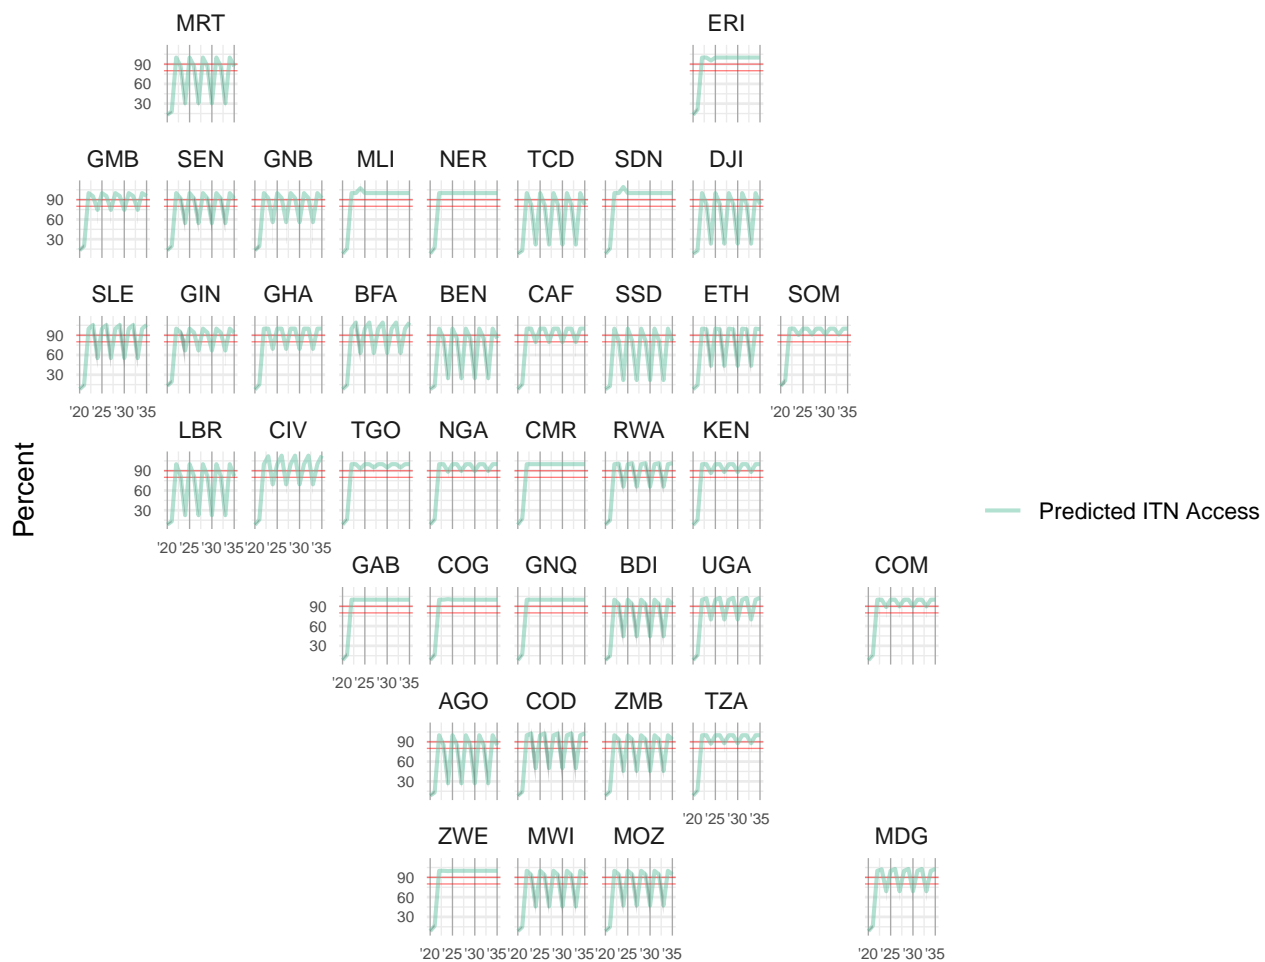 MRT ERI
90
60
30
GMB SEN GNB MLI NER TCD SDN DJI
90
60
30
SLE GIN GHA BFA BEN CAF SSD ETH SOM
90
60
30
'20 '25 '30 '35 '20 '25 '30 '35
LBR CIV TGO NGA CMR RWA KEN
90
60
30
'20 '25 '30 '35 '20 '25 '30 '35
Percent
Predicted ITN Access
GAB COG GNQ BDI UGA COM
90
60
30
'20 '25 '30 '35
AGO COD ZMB TZA
90
60
30
'20 '25 '30 '35
ZWE MWI MOZ MDG
90
60
30
'20 '25 '30 '35 '20 '25 '30 '35 '20 '25 '30 '35 '20 '25 '30 '35